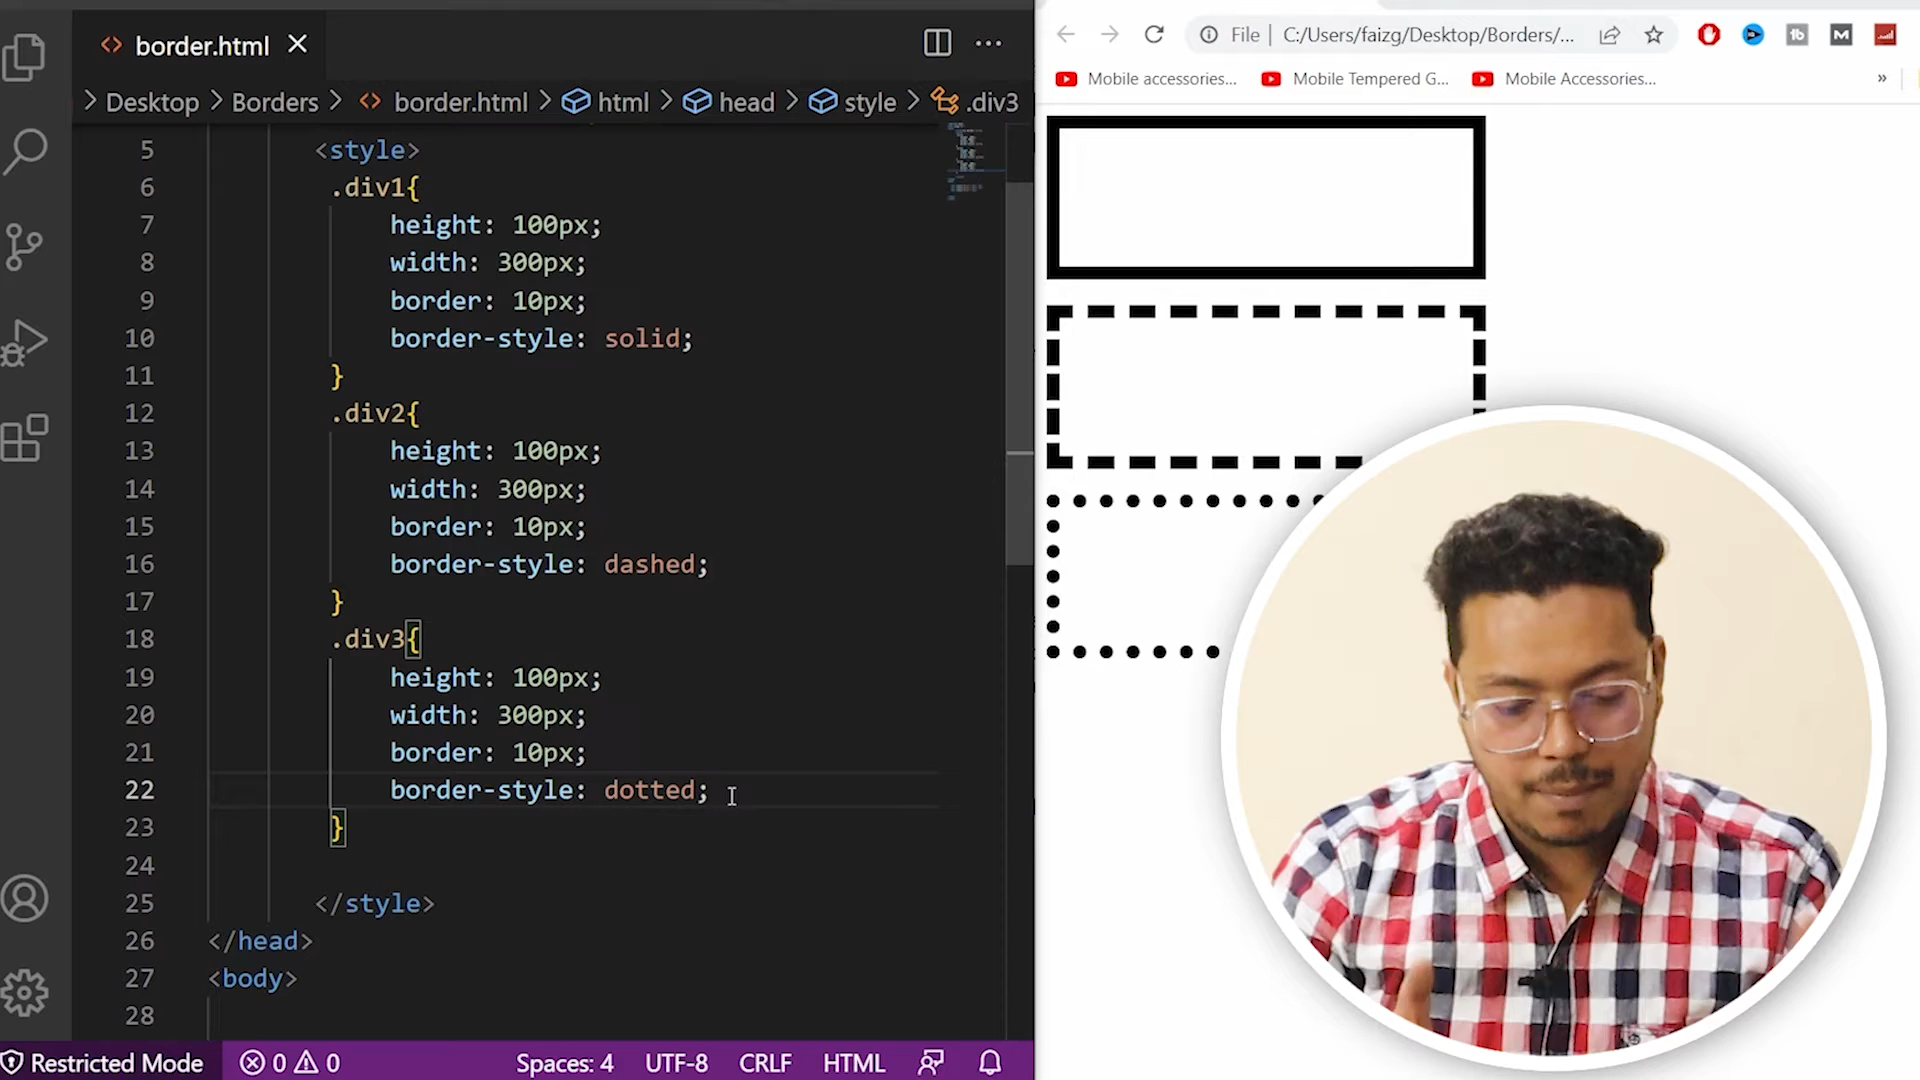 border.html
Desktop > Borders > border.html > html > head > style > .div3
5 <style>
6 .div1{
7 height: 100px;
8 width: 300px;
9 border: 10px;
10 border-style: solid;
11 }
12 .div2{
13 height: 100px;
14 width: 300px;
15 border: 10px;
16 border-style: dashed;
17 }
18 .div3{
19 height: 100px;
20 width: 300px;
21 border: 10px;
22 border-style: dotted;
23 }
24
25 </style>
26 </head>
27 <body>
28
Restricted Mode 0 0 Spaces: 4 UTF-8 CRLF HTML
File | C:/Users/faizg/Desktop/Borders/...
Mobile accessories... Mobile Tempered G... Mobile Accessories... »